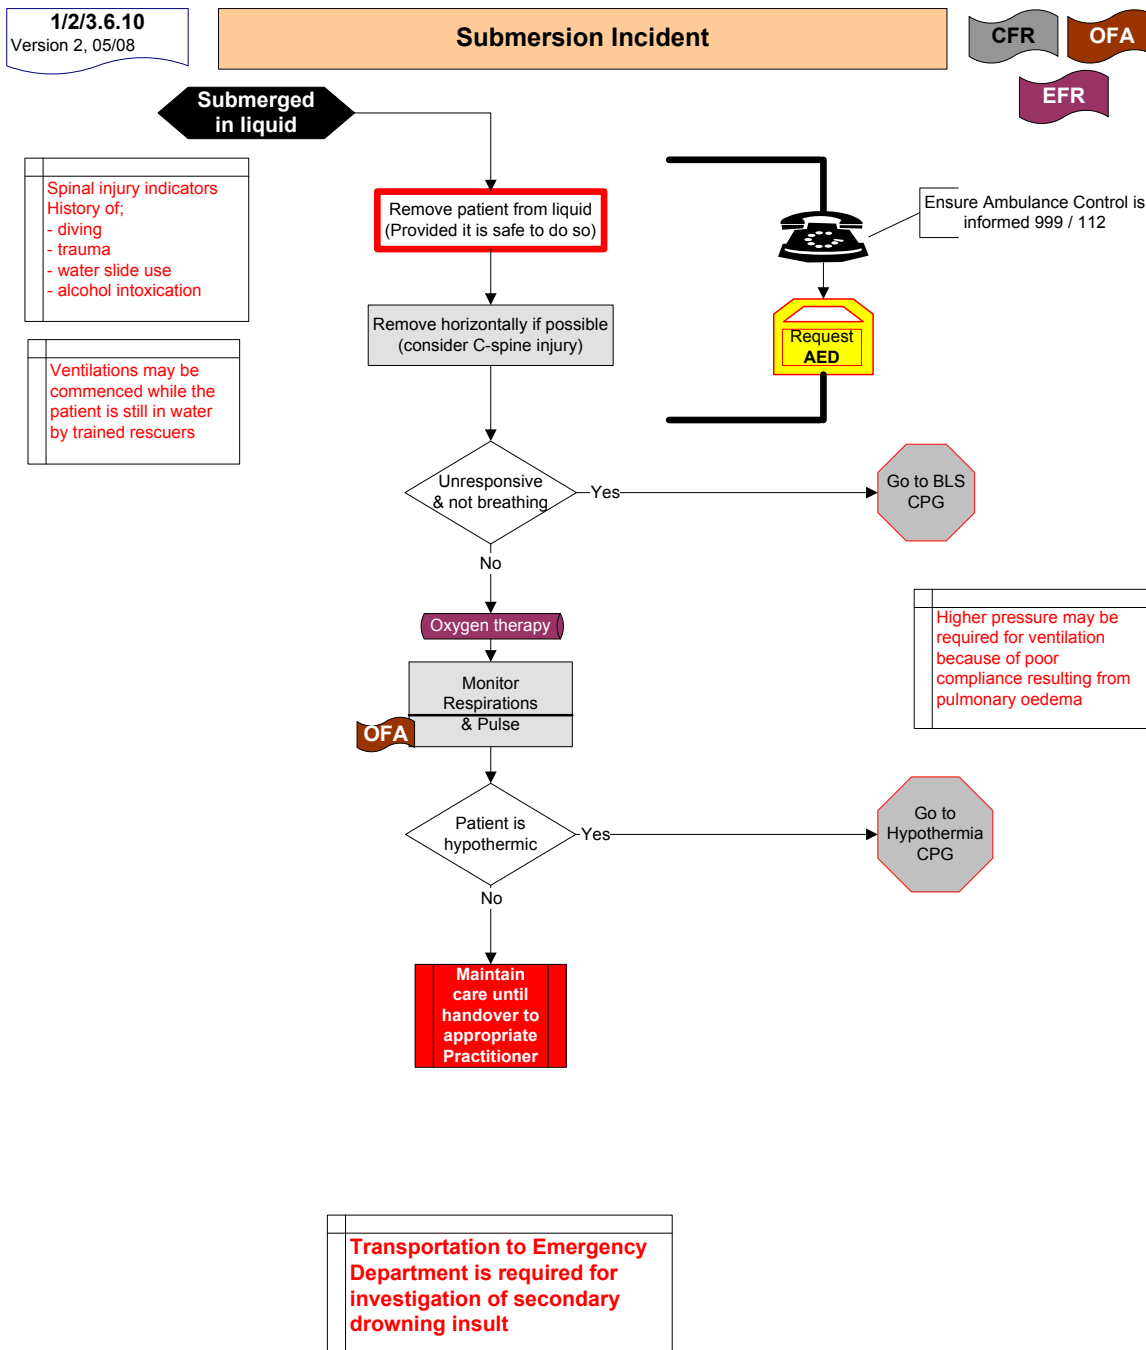 1/2/3.6.10
Version 2, 05/08
Submersion Incident
CFR
OFA
EFR
Submerged
in liquid
Spinal injury indicators
History of;
- diving
- trauma
- water slide use
- alcohol intoxication
Remove patient from liquid
(Provided it is safe to do so)
Ensure Ambulance Control is
informed 999 / 112
Remove horizontally if possible
(consider C-spine injury)
Request
AED
Ventilations may be
commenced while the
patient is still in water
by trained rescuers
Unresponsive
& not breathing
Yes
Go to BLS
CPG
No
Oxygen therapy
Higher pressure may be
required for ventilation
because of poor
compliance resulting from
pulmonary oedema
Monitor
Respirations
& Pulse
OFA
Patient is
hypothermic
Yes
Go to
Hypothermia
CPG
No
Maintain
care until
handover to
appropriate
Practitioner
Transportation to Emergency
Department is required for
investigation of secondary
drowning insult